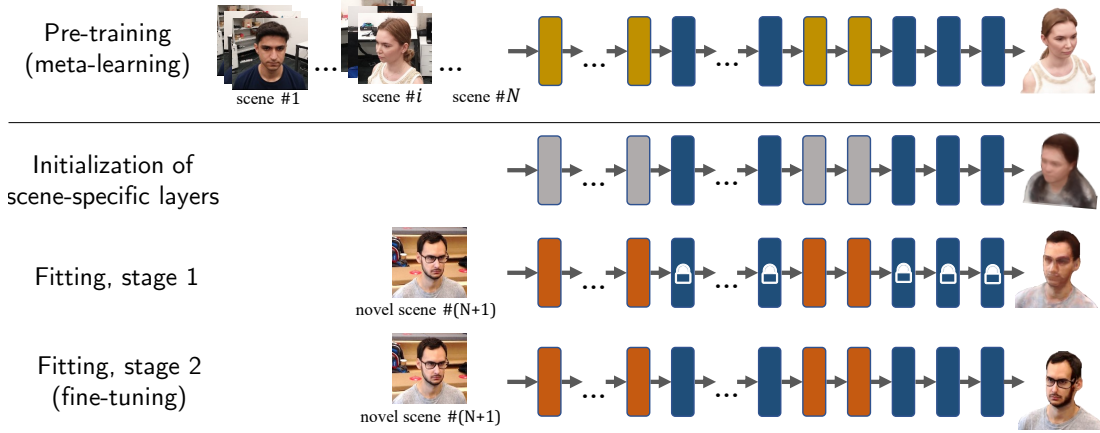 Pre-training
(meta-learning)
... ...
scene #1 scene #i scene #N
... ...
Initialization of
scene-specific layers
... ...
Fitting, stage 1
... ...
novel scene #(N+1)
Fitting, stage 2
(fine-tuning)
... ...
novel scene #(N+1)